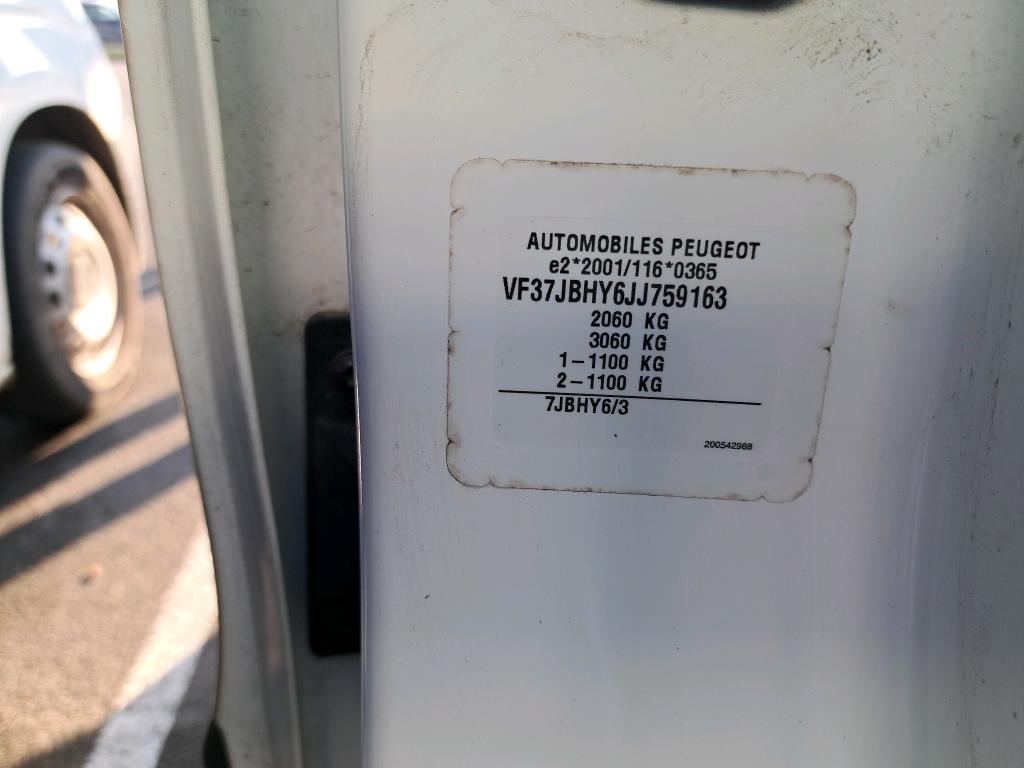 AUTOMOBILES PEUGEOT
e2*2001/116*0365
VF37JBHY6JJ759163
2060 KG
3060 KG
1-1100 KG
2-1100 KG
7JBHY6/3
200542988